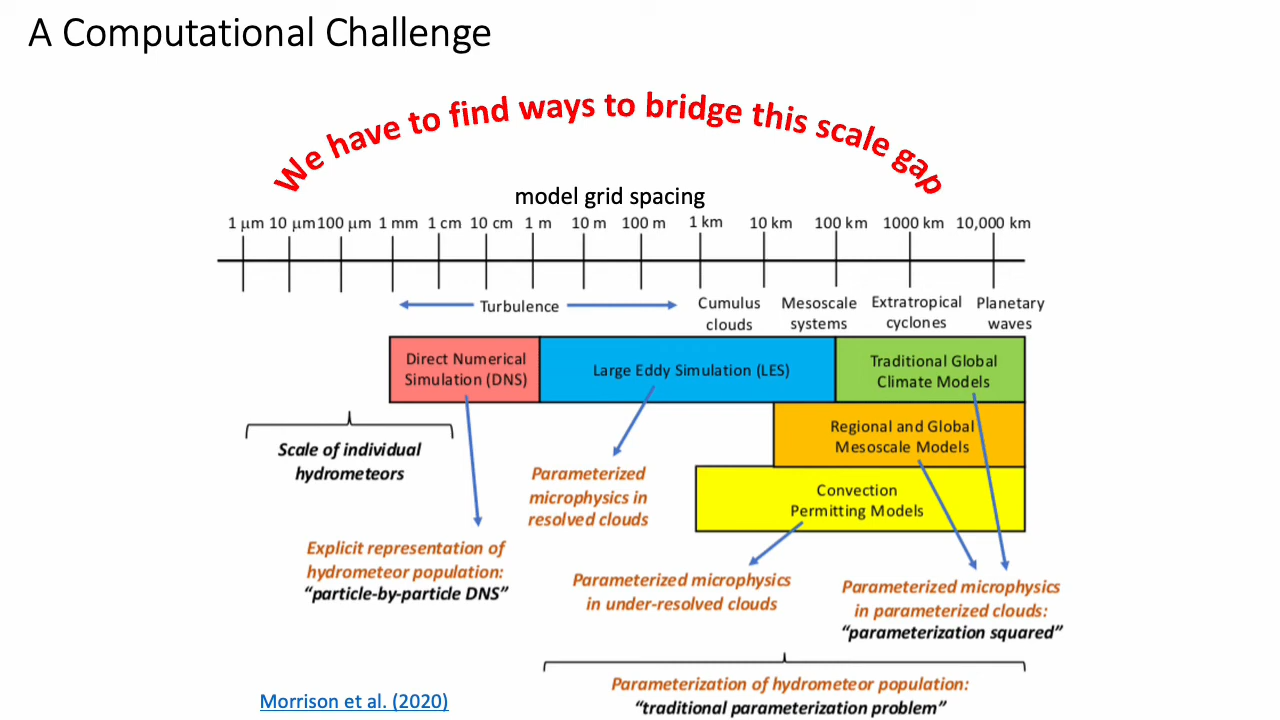 A Computational Challenge
We have to find ways to bridge this scale gap
model grid spacing
1 μm 10 μm 100 μm 1 mm 1 cm 10 cm 1 m 10 m 100 m 1 km 10 km 100 km 1000 km 10,000 km
Turbulence
Cumulus
clouds
Mesoscale
systems
Extratropical
cyclones
Planetary
waves
Direct Numerical
Simulation (DNS)
Large Eddy Simulation (LES)
Traditional Global
Climate Models
Regional and Global
Mesoscale Models
Convection
Permitting Models
Scale of individual
hydrometeors
Parameterized
microphysics in
resolved clouds
Explicit representation of
hydrometeor population:
“particle-by-particle DNS”
Parameterized microphysics
in under-resolved clouds
Parameterized microphysics
in parameterized clouds:
“parameterization squared”
Parameterization of hydrometeor population:
“traditional parameterization problem”
Morrison et al. (2020)